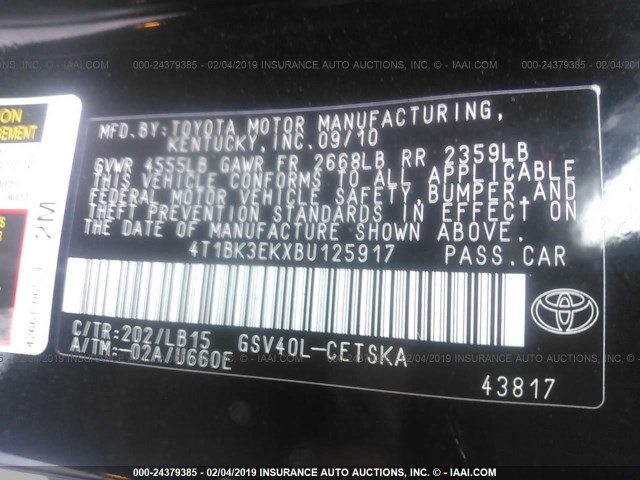 000-24379385 - 02/04/2019 INSURANCE AUTO AUCTIONS, INC. - IAAI.COM
MFD.BY:TOYOTA MOTOR MANUFACTURING,
KENTUCKY,INC.09/10
GVWR 4555LB GAWR FR 2668LB RR 2359LB
THIS VEHICLE CONFORMS TO ALL APPLICABLE
FEDERAL MOTOR VEHICLE SAFETY,BUMPER,AND
THEFT PREVENTION STANDARDS IN EFFECT ON
THE DATE OF MANUFACTURE SHOWN ABOVE.
4T1BK3EKXBU125917 PASS.CAR
C/TR:202/LB15 GSV40L-CETSKA
A/TM:-02A/U660E
TOYOTA
43817
2M
000-24379385 - 02/04/2019 INSURANCE AUTO AUCTIONS, INC. - IAAI.COM